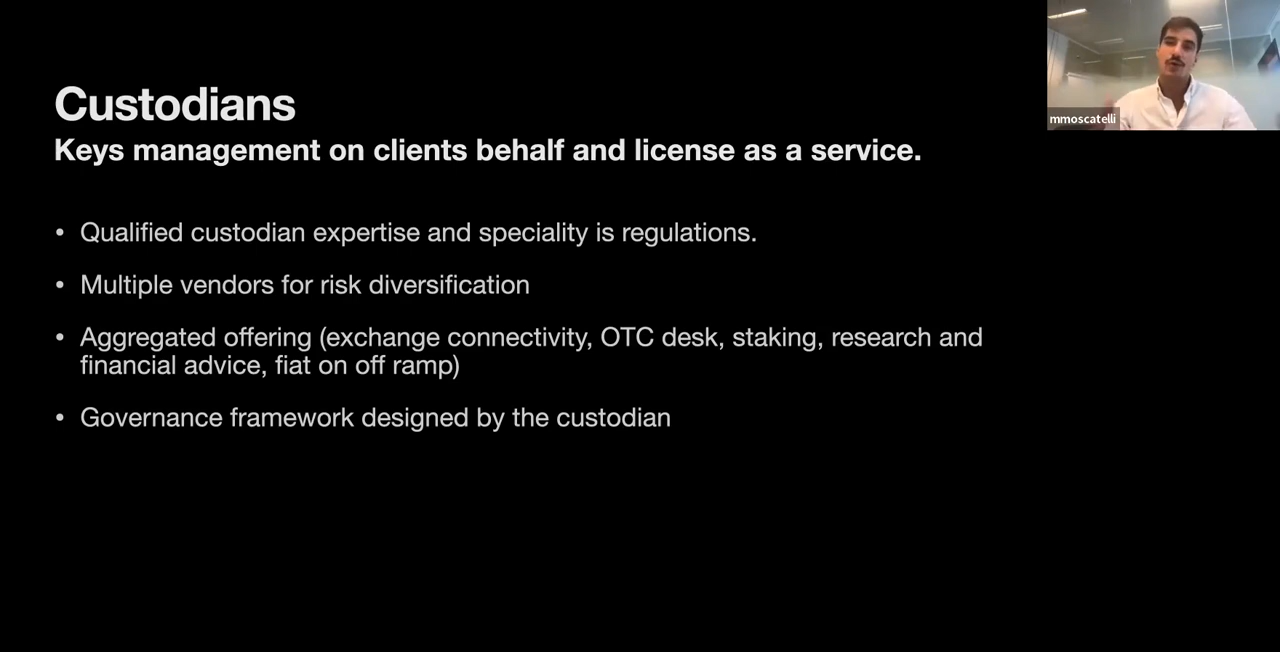 Custodians
Keys management on clients behalf and license as a service.
• Qualified custodian expertise and speciality is regulations.
• Multiple vendors for risk diversification
• Aggregated offering (exchange connectivity, OTC desk, staking, research and
financial advice, fiat on off ramp)
• Governance framework designed by the custodian
mmoscatelli